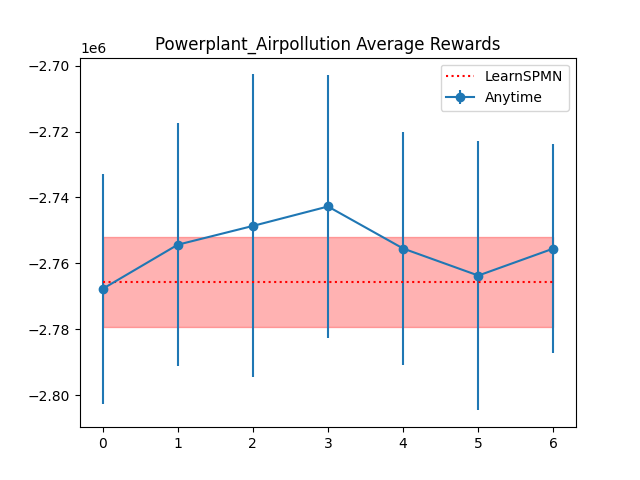 Powerplant_Airpollution Average Rewards
−2.70 1e6
LearnSPMN
Anytime
−2.72
−2.74
−2.76
−2.78
−2.80
0 1 2 3 4 5 6